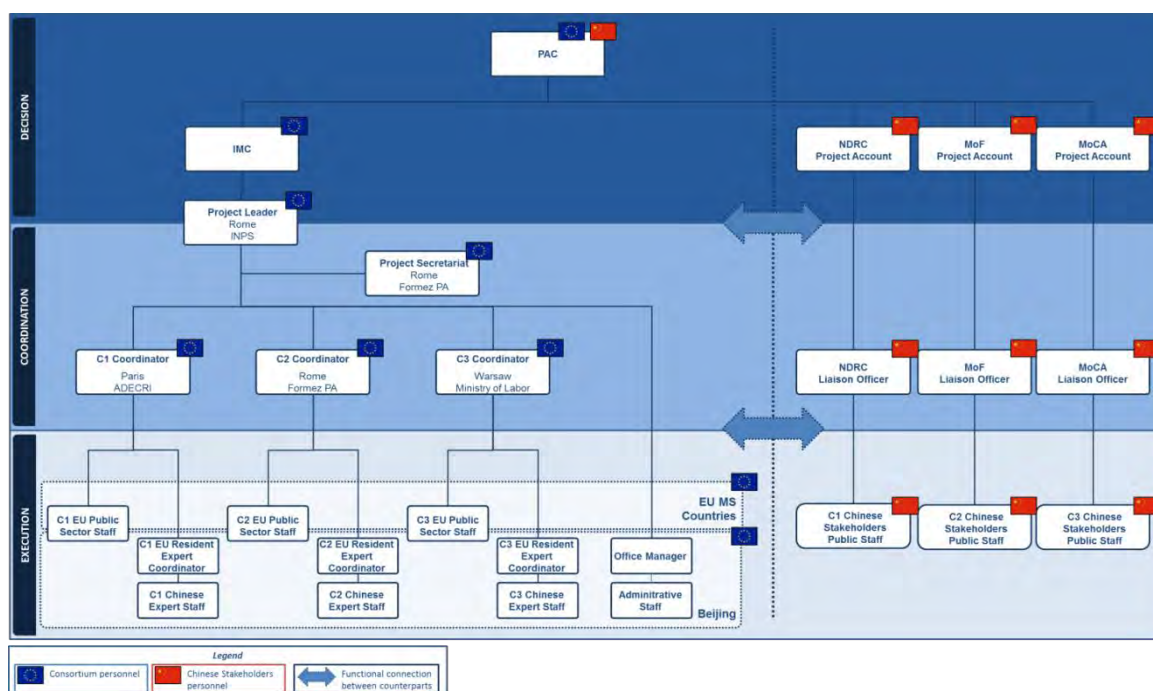 PAC
DECISION
IMC
NDRC
Project Account
MoF
Project Account
MoCA
Project Account
Project Leader
Rome
INPS
COORDINATION
Project Secretariat
Rome
Formez PA
C1 Coordinator
Paris
ADECRI
C2 Coordinator
Rome
Formez PA
C3 Coordinator
Warsaw
Ministry of Labor
NDRC
Liaison Officer
MoF
Liaison Officer
MoCA
Liaison Officer
EXECUTION
EU MS
Countries
C1 EU Public
Sector Staff
C2 EU Public
Sector Staff
C3 EU Public
Sector Staff
C1 Chinese
Stakeholders
Public Staff
C2 Chinese
Stakeholders
Public Staff
C3 Chinese
Stakeholders
Public Staff
C1 EU Resident
Expert
Coordinator
C2 EU Resident
Expert
Coordinator
C3 EU Resident
Expert
Coordinator
Office Manager
C1 Chinese
Expert Staff
C2 Chinese
Expert Staff
C3 Chinese
Expert Staff
Adminitrative
Staff
Beijing
Legend
Consortium personnel
Chinese Stakeholders
personnel
Functional connection
between counterparts